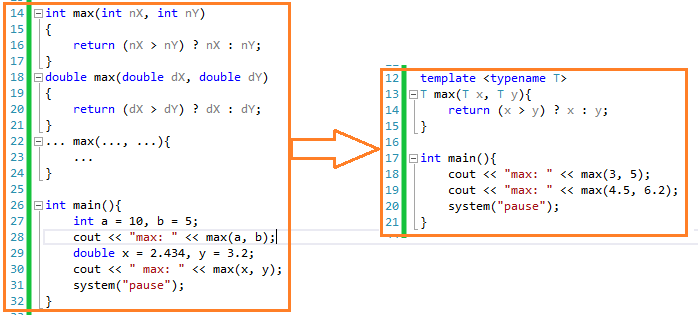 14 int max(int nX, int nY)
15 {
16 return (nX > nY) ? nX : nY;
17 }
18 double max(double dX, double dY)
19 {
20 return (dX > dY) ? dX : dY;
21 }
22 ... max(..., ...){
23 ...
24 }
25
26 int main(){
27 int a = 10, b = 5;
28 cout << "max: " << max(a, b);
29 double x = 2.434, y = 3.2;
30 cout << " max: " << max(x, y);
31 system("pause");
32 }
12 template <typename T>
13 T max(T x, T y){
14 return (x > y) ? x : y;
15 }
16
17 int main(){
18 cout << "max: " << max(3, 5);
19 cout << "max: " << max(4.5, 6.2);
20 system("pause");
21 }